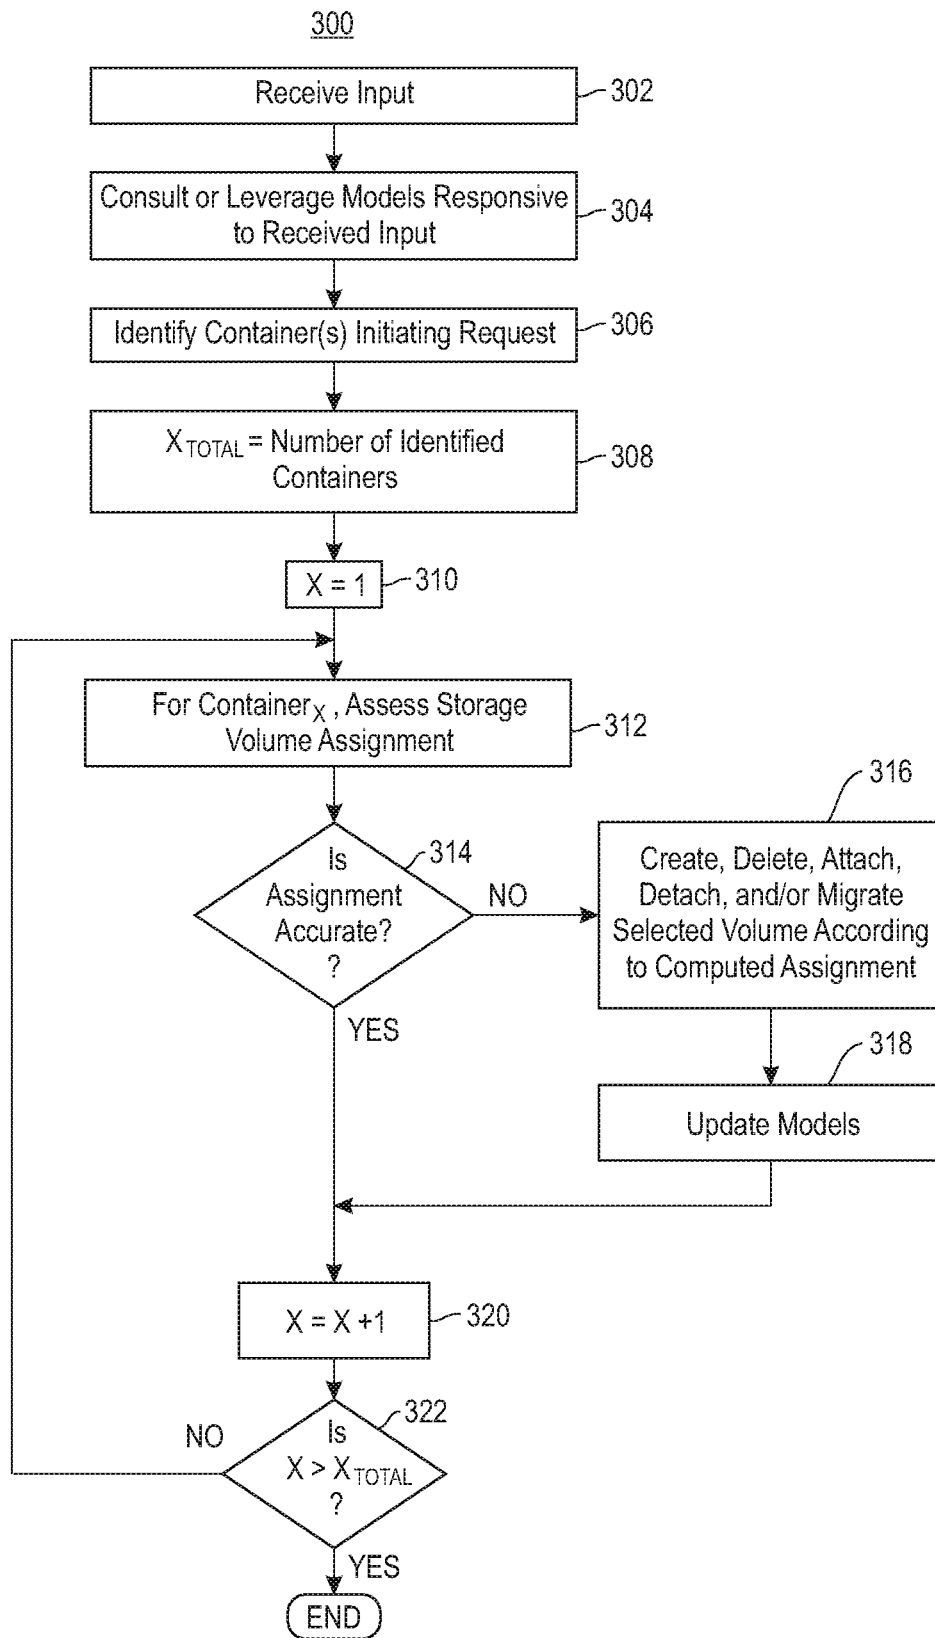 300
Receive Input
302
Consult or Leverage Models Responsive
to Received Input
304
Identify Container(s) Initiating Request
306
X TOTAL = Number of Identified
Containers
308
X = 1
310
For Container X , Assess Storage
Volume Assignment
312
Is
Assignment
Accurate?
?
314
NO
YES
316
Create, Delete, Attach,
Detach, and/or Migrate
Selected Volume According
to Computed Assignment
318
Update Models
X = X +1
320
Is
X > X TOTAL
?
322
NO
YES
END